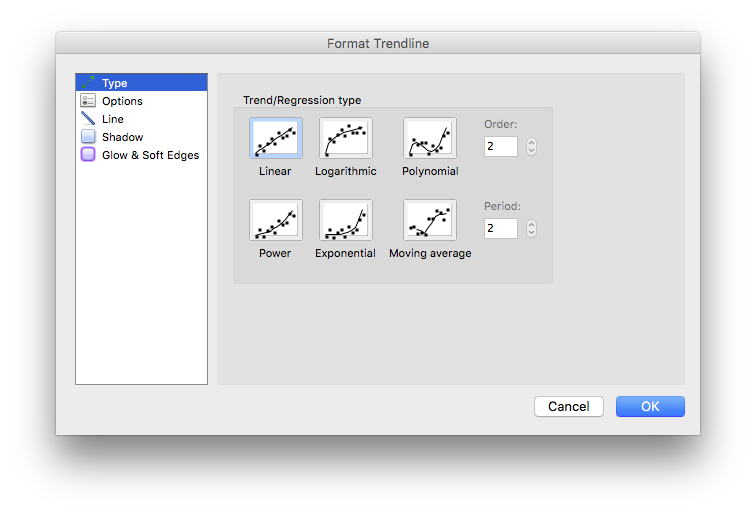 Format Trendline
Type
Options
Line
Shadow
Glow & Soft Edges
Trend/Regression type
Linear
Logarithmic
Polynomial
Order:
2
Power
Exponential
Moving average
Period:
2
Cancel
OK